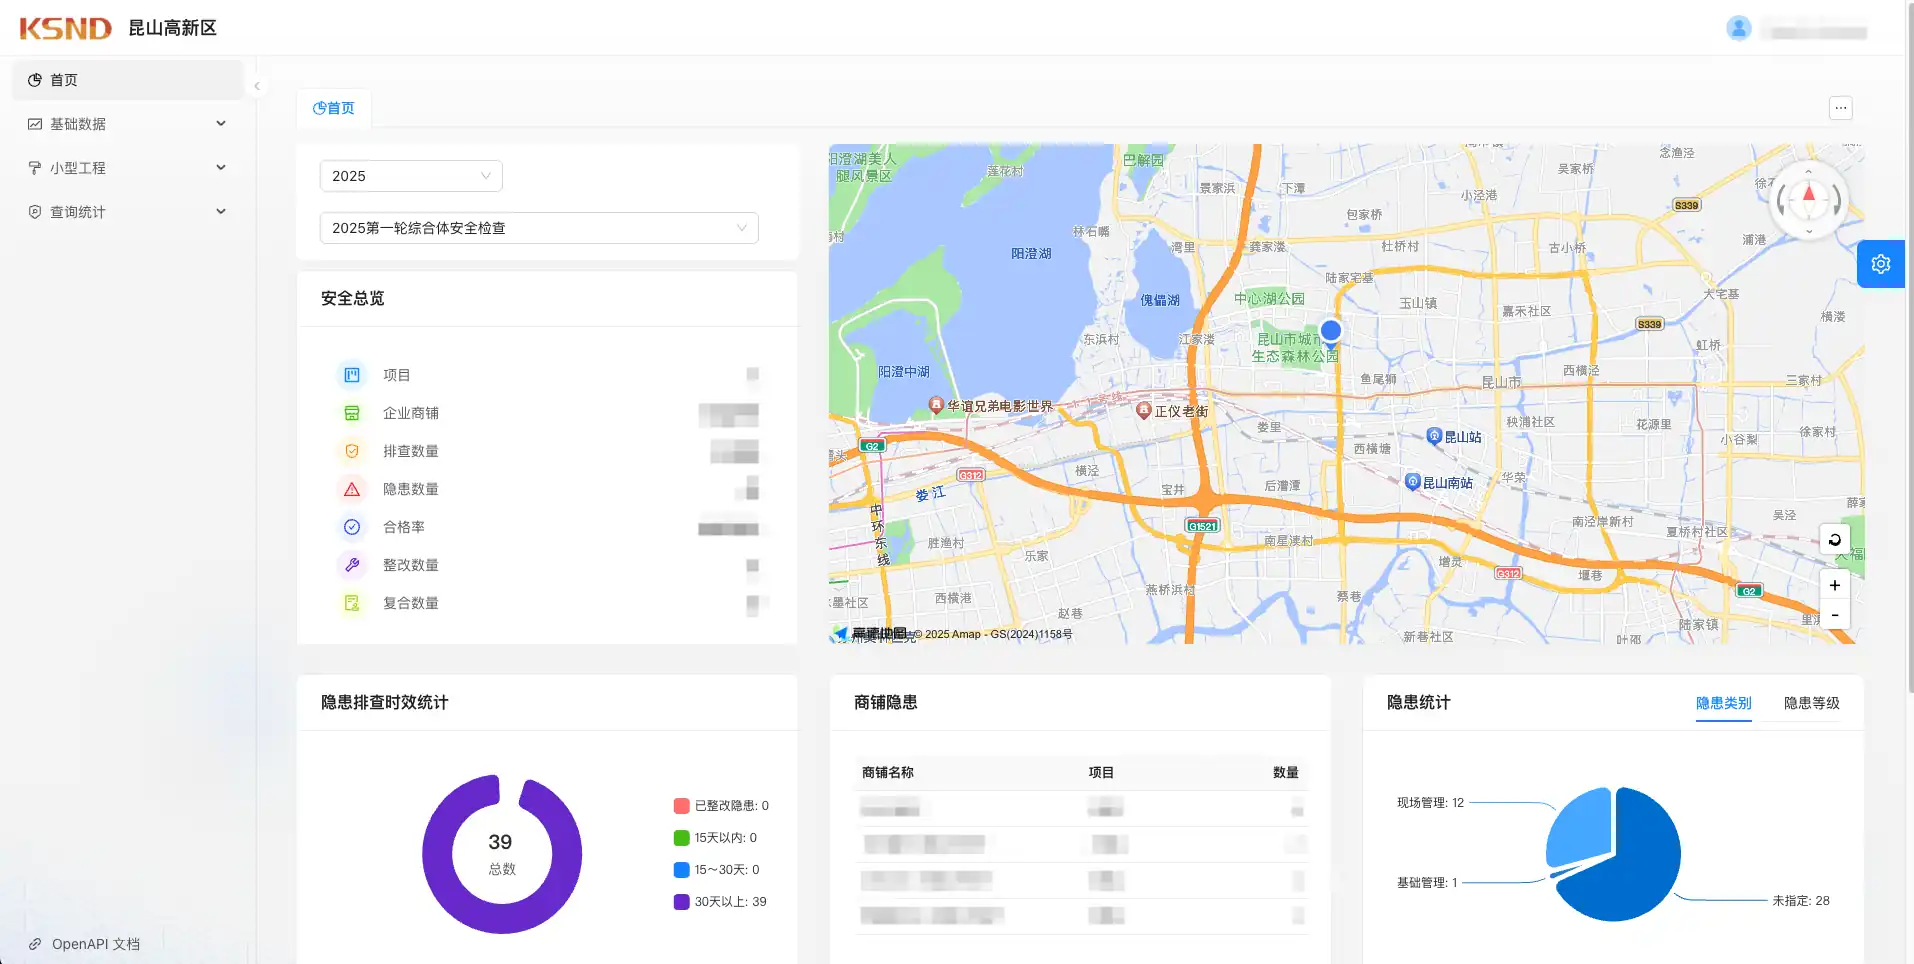 KSND 昆山高新区
首页
基础数据
小型工程
查询统计
OpenAPI 文档
首页
2025
2025第一轮综合体安全检查
安全总览
项目
企业商铺
排查数量
隐患数量
合格率
整改数量
复合数量
阳澄湖美人
腿风景区
莲花村
巴解园
景家浜
下潭
吴家桥
念渔泾
小泾港
S339
包家桥
林石嘴
湾里
龚家溇
杜桥村
古小桥
浦港
阳澄湖
陆家宅基
傀儡湖
中心湖公园
玉山镇
嘉禾社区
大宅基
横溇
S339
东浜村
江家溇
昆山市城市
生态森林公园
虹桥
阳澄中湖
鱼尾狮
昆山市
西横泾
三家村
华谊兄弟电影世界
正仪老街
娄里
秧浦社区
花源里
小谷梨
徐家村
G2
昆山站
西横塘
G312
横泾
宝井
后潭潭
昆山南站
华荣
娄江
中环东线
G1521
南泾岸新村
吴泾
夏桥村社区
胜渔村
乐家
南星渎村
增灵
G312
堰巷
G2
西横港
燕桥浜村
蔡巷
赵巷
新巷社区
叶邵
陆家镇
高德地图 © 2025 Amap - GS(2024)1158号
+
-
隐患排查时效统计
39
总数
已整改隐患: 0
15天以内: 0
15～30天: 0
30天以上: 39
商铺隐患
商铺名称 项目 数量
隐患统计 隐患类别 隐患等级
现场管理: 12
基础管理: 1
未指定: 28